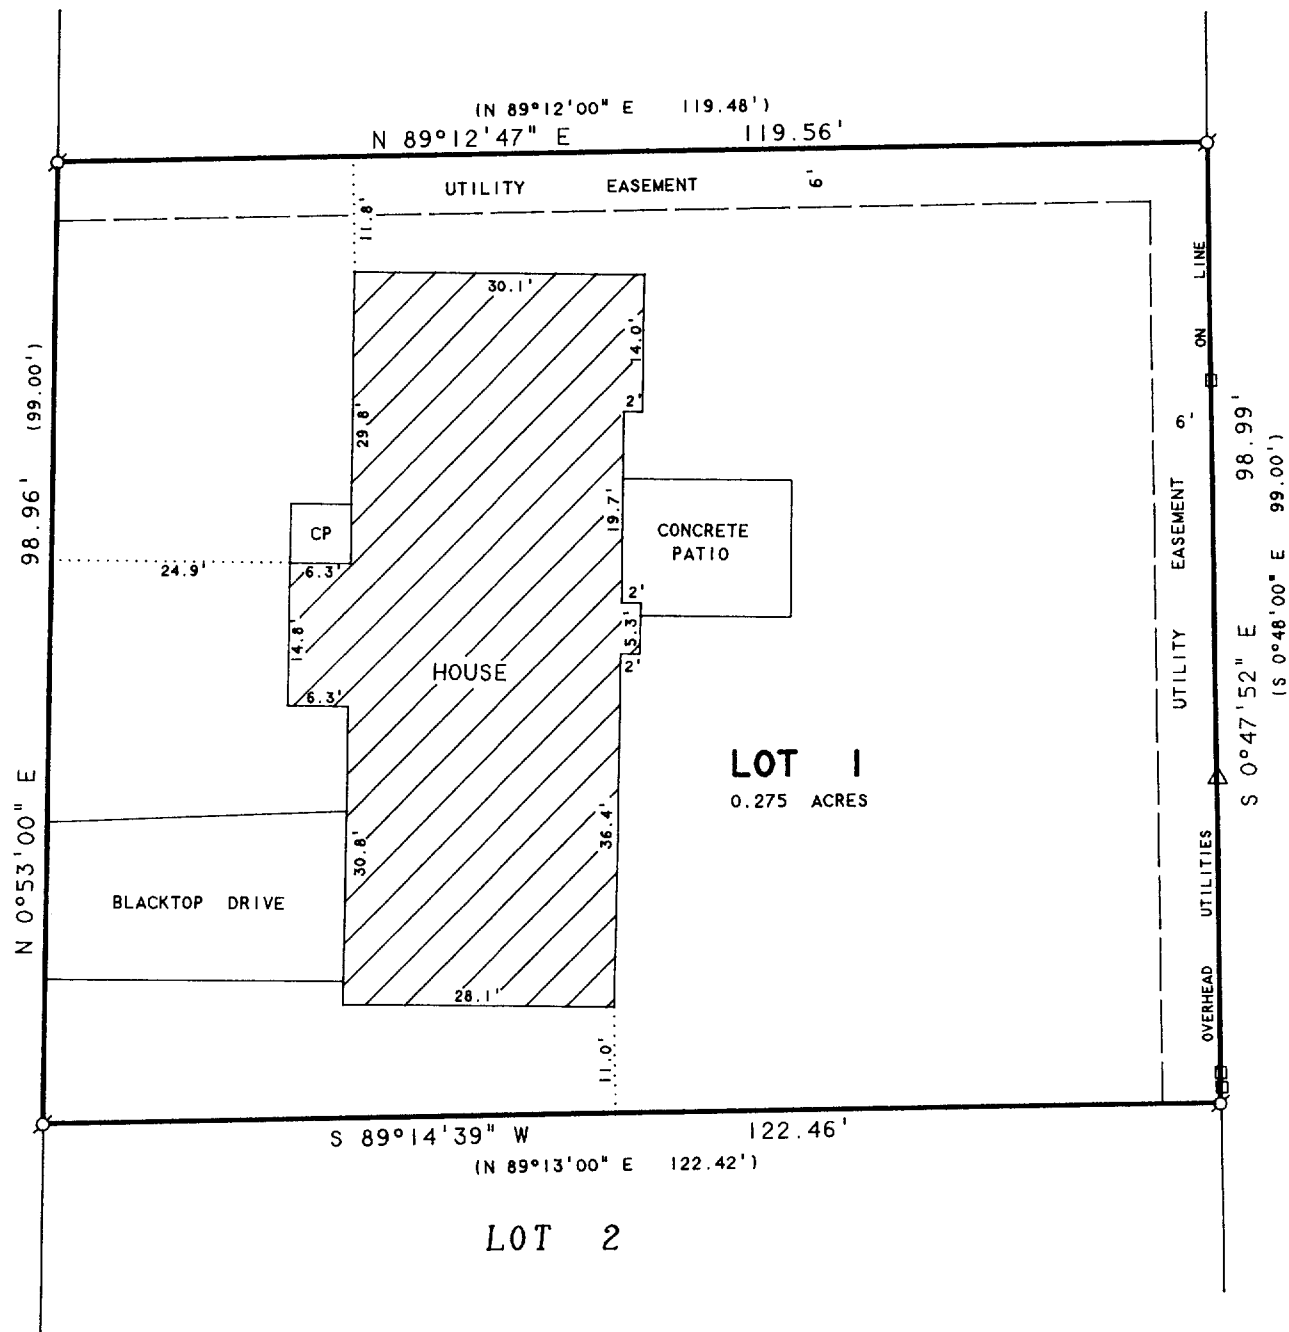 (N 89°12'00" E 119.48')
N 89°12'47" E 119.56'
UTILITY EASEMENT 6'
11.8'
30.1'
14.0'
2'
29.8'
19.7'
CP
CONCRETE
PATIO
24.9'
6.3'
2'
5.3'
2'
14.8'
6.3'
HOUSE
LOT 1
0.275 ACRES
36.4'
30.8'
BLACKTOP DRIVE
28.1'
11.0'
N 0°53'00" E 98.96' (99.00')
ON LINE
UTILITY EASEMENT 6'
OVERHEAD UTILITIES
S 0°47'52" E 98.99'
(S 0°48'00" E 99.00')
S 89°14'39" W 122.46'
(N 89°13'00" E 122.42')
LOT 2